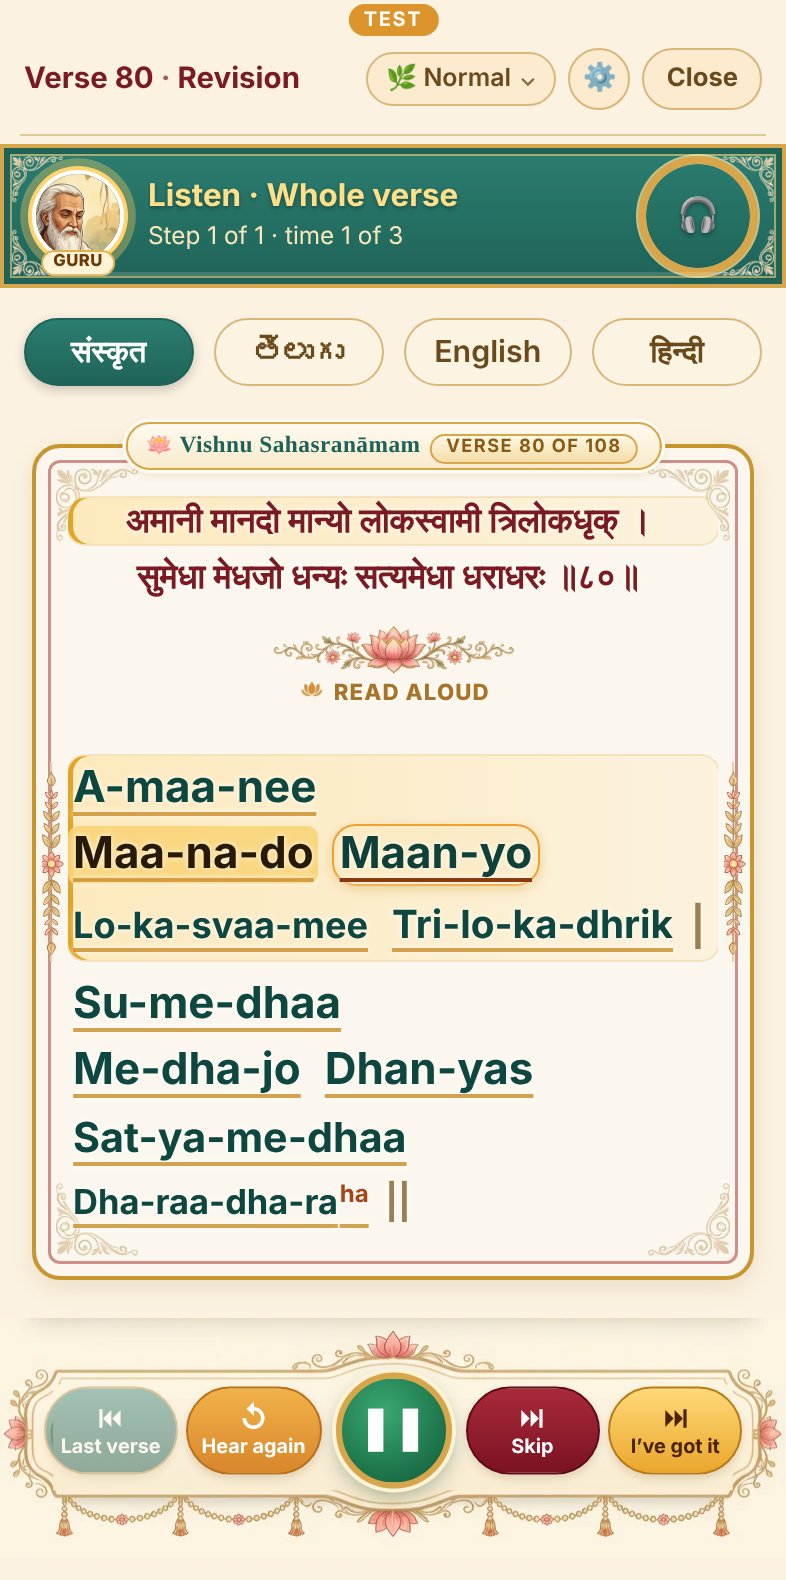 TEST
Verse 80 · Revision
🌿 Normal
⚙️
Close
GURU
Listen · Whole verse
Step 1 of 1 · time 1 of 3
🎧
संस्कृत
తెలుగు
English
हिन्दी
Vishnu Sahasranāmam VERSE 80 OF 108
अमानी मानदो मान्यो लोकस्वामी त्रिलोकधृक् ।
सुमेधा मेधजो धन्यः सत्यमेधा धराधरः ॥८०॥
READ ALOUD
A-maa-nee
Maa-na-do Maan-yo
Lo-ka-svaa-mee Tri-lo-ka-dhrik |
Su-me-dhaa
Me-dha-jo Dhan-yas
Sat-ya-me-dhaa
Dha-raa-dha-ra ha ||
Last verse
Hear again
Skip
I’ve got it